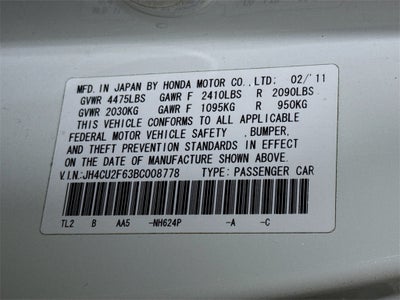 MFD. IN JAPAN BY HONDA MOTOR CO., LTD: 02/'11
GVWR 4475LBS GAWR F 2410LBS R 2090LBS
GVWR 2030KG GAWR F 1095KG R 950KG
THIS VEHICLE CONFORMS TO ALL APPLICABLE
FEDERAL MOTOR VEHICLE SAFETY , BUMPER,
AND THEFT PREVENTION STANDARDS IN EFFECT
ON THE DATE OF MANUFACTURE SHOWN ABOVE.
V.I.N.:JH4CU2F63BC008778 TYPE: PASSENGER CAR
TL2 B AA5 -NH624P -A -C